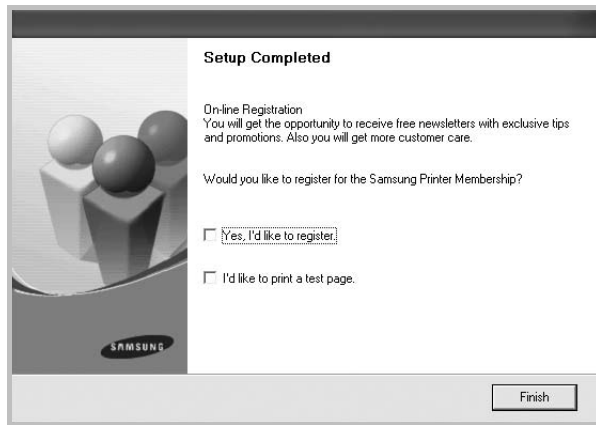 Setup Completed
On-line Registration
You will get the opportunity to receive free newsletters with exclusive tips
and promotions. Also you will get more customer care.
Would you like to register for the Samsung Printer Membership?
Yes, I'd like to register.
I'd like to print a test page.
SAMSUNG
Finish